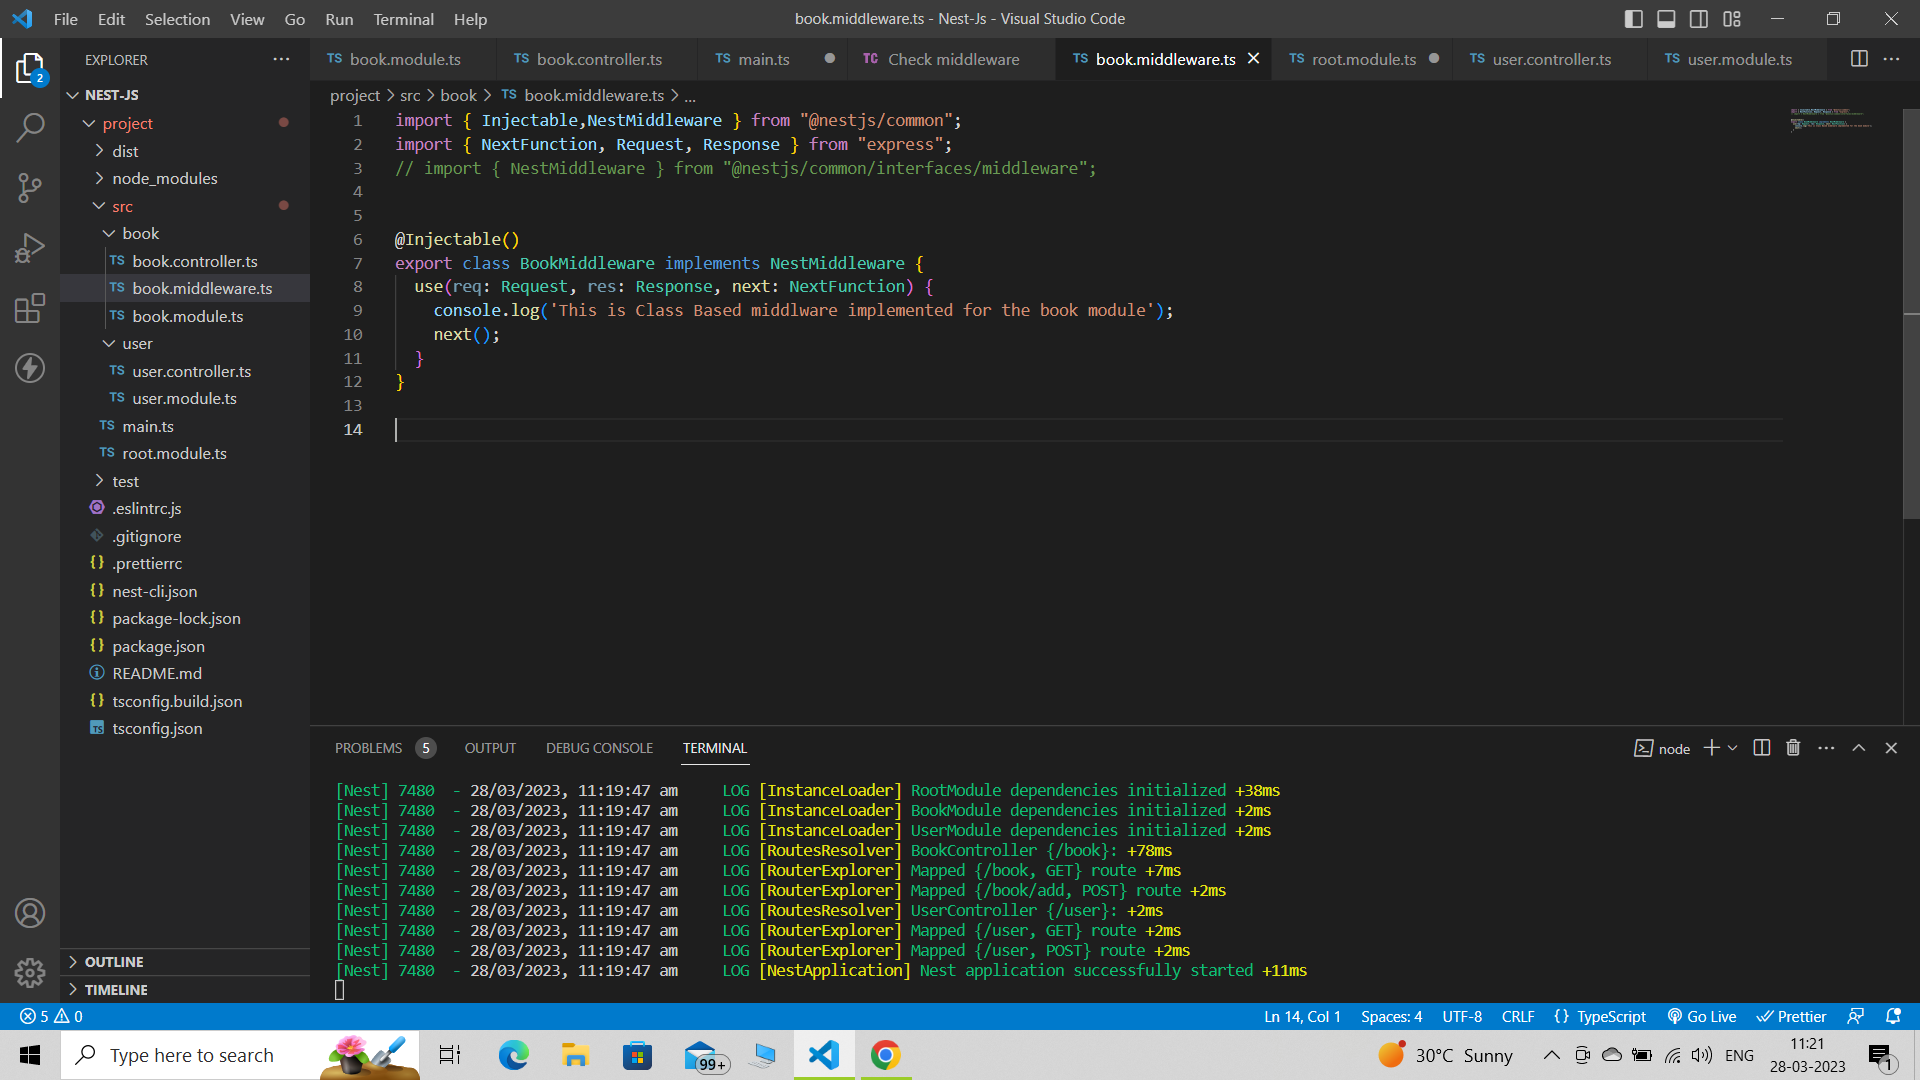 File Edit Selection View Go Run Terminal Help
book.middleware.ts - Nest-Js - Visual Studio Code
EXPLORER
TS book.module.ts TS book.controller.ts TS main.ts TC Check middleware TS book.middleware.ts TS root.module.ts TS user.controller.ts TS user.module.ts
2
NEST-JS
project
dist
node_modules
src
book
TS book.controller.ts
TS book.middleware.ts
TS book.module.ts
user
TS user.controller.ts
TS user.module.ts
TS main.ts
TS root.module.ts
test
.eslintrc.js
.gitignore
.prettierrc
{} nest-cli.json
{} package-lock.json
{} package.json
README.md
{} tsconfig.build.json
TS tsconfig.json
OUTLINE
TIMELINE
project > src > book > TS book.middleware.ts > ...
1 import { Injectable,NestMiddleware } from "@nestjs/common";
2 import { NextFunction, Request, Response } from "express";
3 // import { NestMiddleware } from "@nestjs/common/interfaces/middleware";
4
5
6 @Injectable()
7 export class BookMiddleware implements NestMiddleware {
8 use(req: Request, res: Response, next: NextFunction) {
9 console.log('This is Class Based middlware implemented for the book module');
10 next();
11 }
12 }
13
14
PROBLEMS 5 OUTPUT DEBUG CONSOLE TERMINAL
node
[Nest] 7480 - 28/03/2023, 11:19:47 am LOG [InstanceLoader] RootModule dependencies initialized +38ms
[Nest] 7480 - 28/03/2023, 11:19:47 am LOG [InstanceLoader] BookModule dependencies initialized +2ms
[Nest] 7480 - 28/03/2023, 11:19:47 am LOG [InstanceLoader] UserModule dependencies initialized +2ms
[Nest] 7480 - 28/03/2023, 11:19:47 am LOG [RoutesResolver] BookController {/book}: +78ms
[Nest] 7480 - 28/03/2023, 11:19:47 am LOG [RouterExplorer] Mapped {/book, GET} route +7ms
[Nest] 7480 - 28/03/2023, 11:19:47 am LOG [RouterExplorer] Mapped {/book/add, POST} route +2ms
[Nest] 7480 - 28/03/2023, 11:19:47 am LOG [RoutesResolver] UserController {/user}: +2ms
[Nest] 7480 - 28/03/2023, 11:19:47 am LOG [RouterExplorer] Mapped {/user, GET} route +2ms
[Nest] 7480 - 28/03/2023, 11:19:47 am LOG [RouterExplorer] Mapped {/user, POST} route +2ms
[Nest] 7480 - 28/03/2023, 11:19:47 am LOG [NestApplication] Nest application successfully started +11ms
5 0
Ln 14, Col 1 Spaces: 4 UTF-8 CRLF {} TypeScript Go Live Prettier
Type here to search
99+
30°C Sunny
ENG
11:21
28-03-2023
1